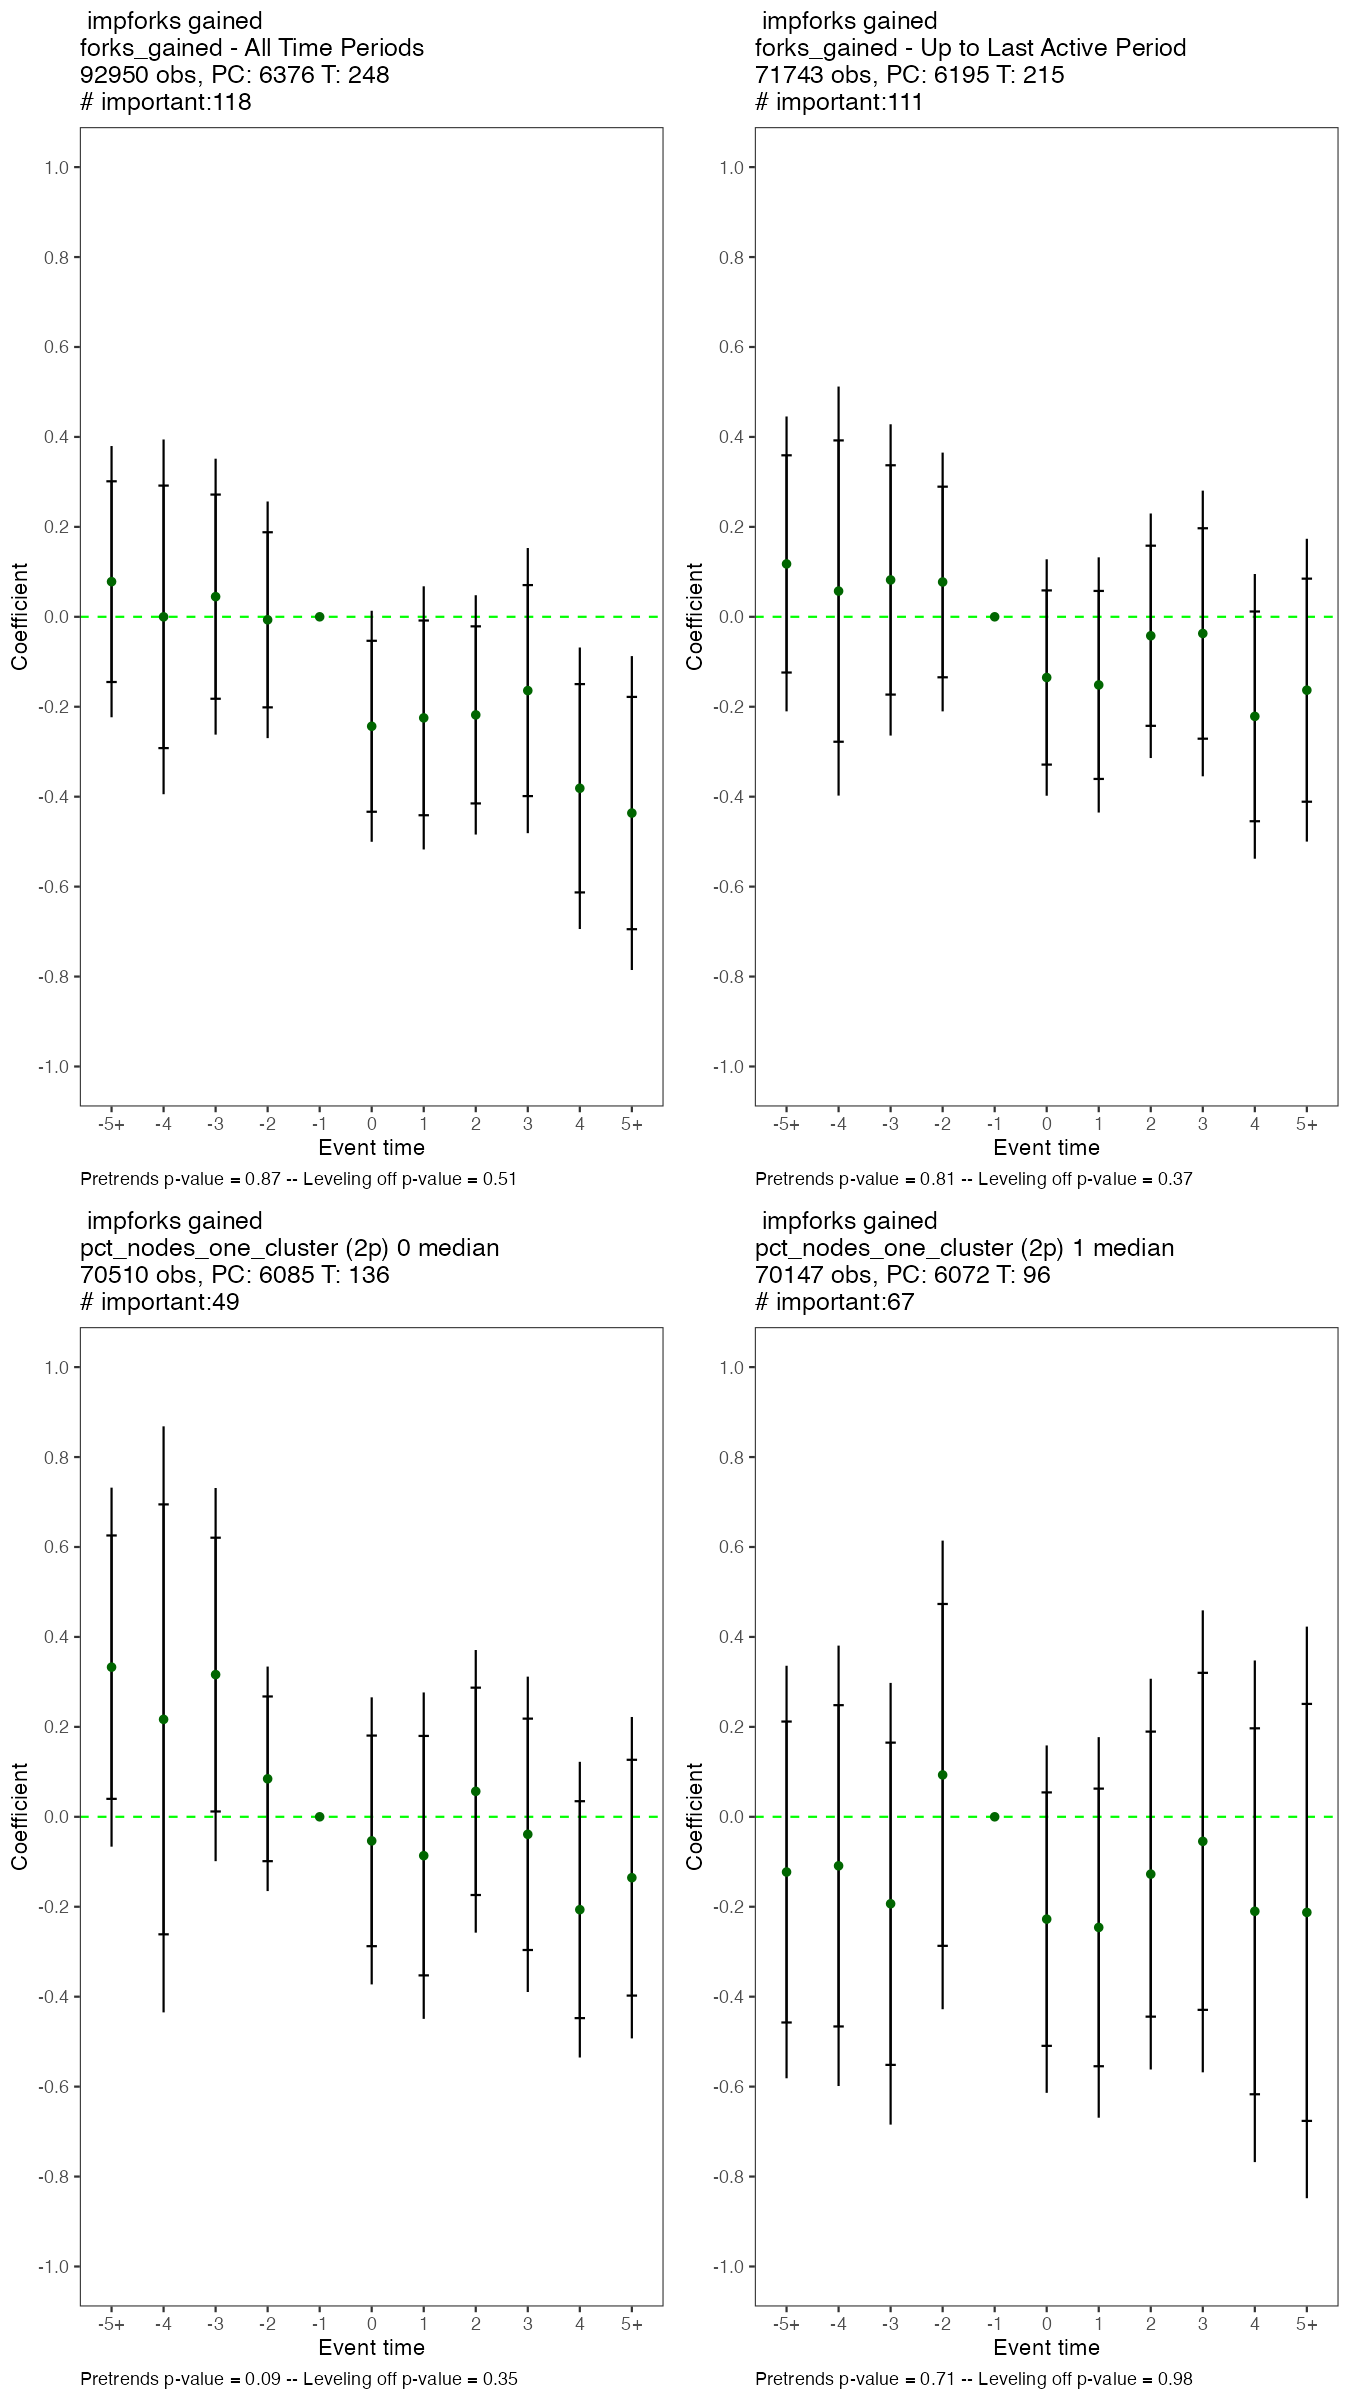 impforks gained
forks_gained - All Time Periods
92950 obs, PC: 6376 T: 248
# important:118
1.0
0.8
0.6
0.4
0.2
0.0
-0.2
-0.4
-0.6
-0.8
-1.0
Coefficient
-5+ -4 -3 -2 -1 0 1 2 3 4 5+
Event time
Pretrends p-value = 0.87 -- Leveling off p-value = 0.51
impforks gained
forks_gained - Up to Last Active Period
71743 obs, PC: 6195 T: 215
# important:111
1.0
0.8
0.6
0.4
0.2
0.0
-0.2
-0.4
-0.6
-0.8
-1.0
Coefficient
-5+ -4 -3 -2 -1 0 1 2 3 4 5+
Event time
Pretrends p-value = 0.81 -- Leveling off p-value = 0.37
impforks gained
pct_nodes_one_cluster (2p) 0 median
70510 obs, PC: 6085 T: 136
# important:49
1.0
0.8
0.6
0.4
0.2
0.0
-0.2
-0.4
-0.6
-0.8
-1.0
Coefficient
-5+ -4 -3 -2 -1 0 1 2 3 4 5+
Event time
Pretrends p-value = 0.09 -- Leveling off p-value = 0.35
impforks gained
pct_nodes_one_cluster (2p) 1 median
70147 obs, PC: 6072 T: 96
# important:67
1.0
0.8
0.6
0.4
0.2
0.0
-0.2
-0.4
-0.6
-0.8
-1.0
Coefficient
-5+ -4 -3 -2 -1 0 1 2 3 4 5+
Event time
Pretrends p-value = 0.71 -- Leveling off p-value = 0.98